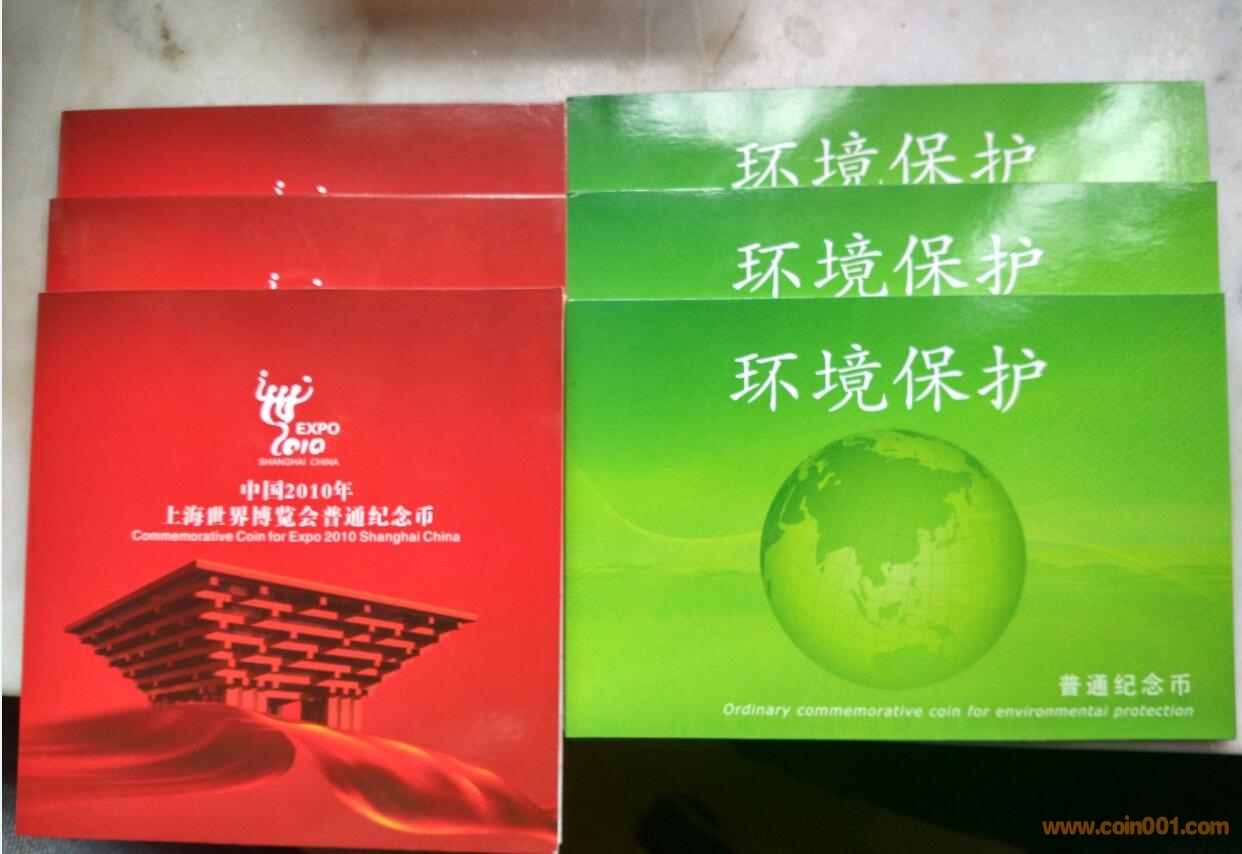 EXPO
2010
SHANGHAI CHINA
中国2010年
上海世界博览会普通纪念币
Commemorative Coin for Expo 2010 Shanghai China
环境保护
环境保护
环境保护
普通纪念币
Ordinary commemorative coin for environmental protection
www.coin001.com